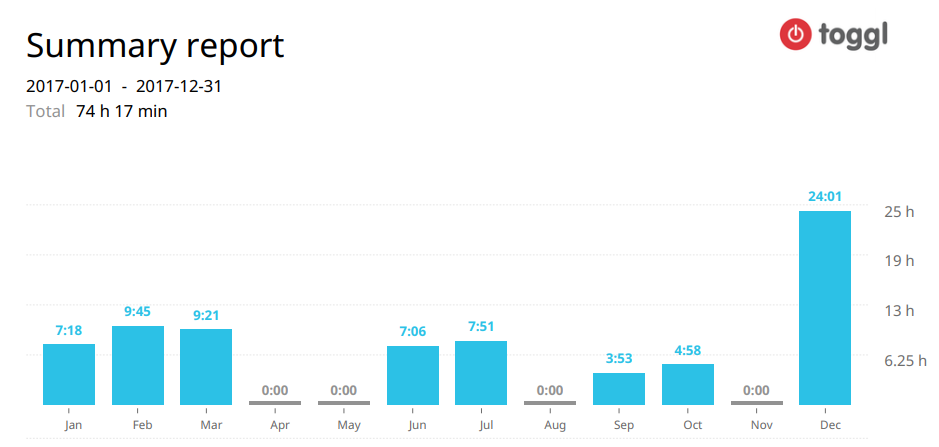 toggl
Summary report
2017-01-01 - 2017-12-31
Total 74 h 17 min
24:01
25 h
19 h
13 h
9:45
9:21
7:18
7:06
7:51
6.25 h
3:53
4:58
0:00
0:00
0:00
0:00
Jan Feb Mar Apr May Jun Jul Aug Sep Oct Nov Dec